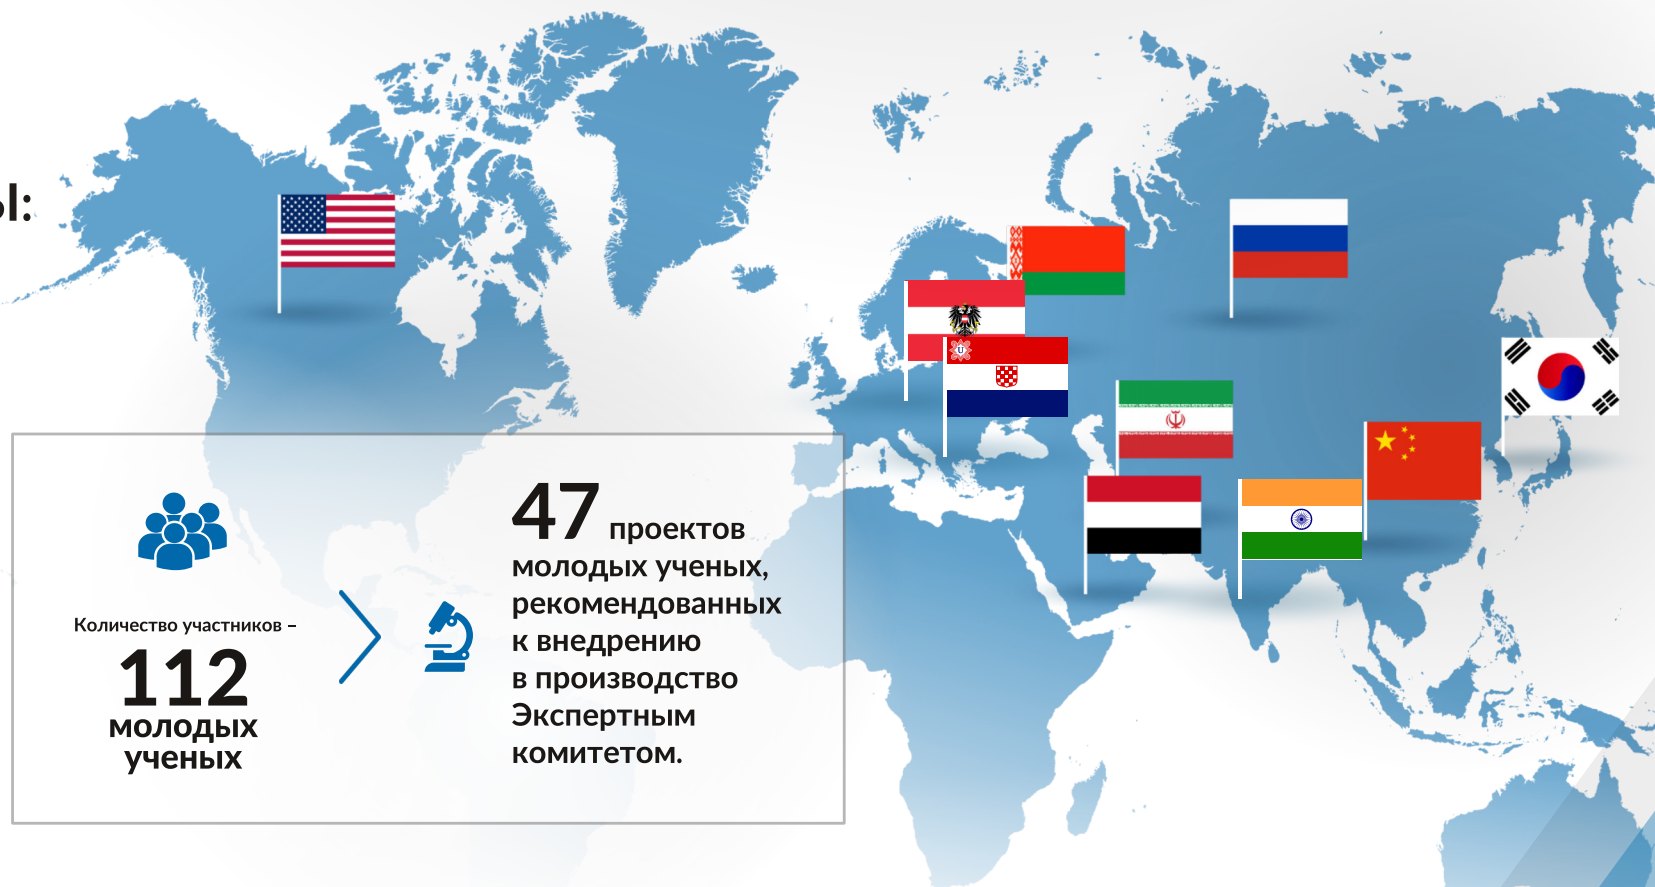 Ы:
Количество участников –
112
молодых
ученых
47 проектов
молодых ученых,
рекомендованных
к внедрению
в производство
Экспертным
комитетом.